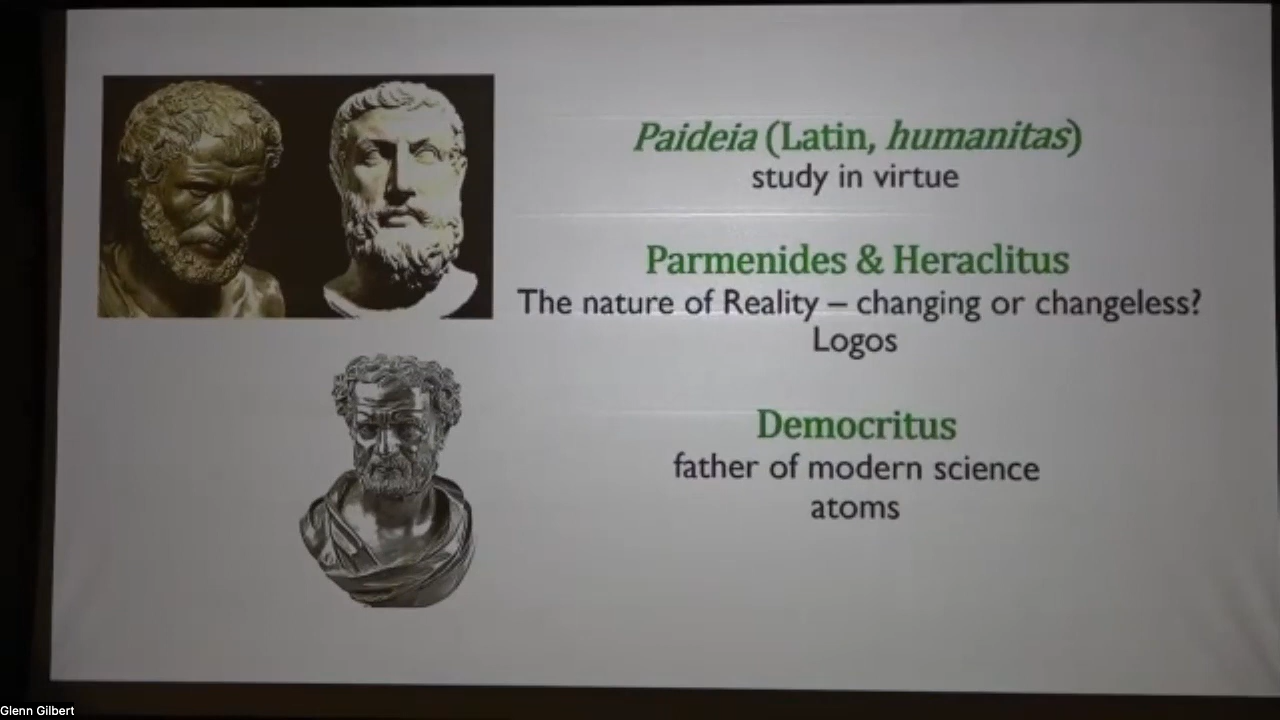 Paideia (Latin, humanitas)
study in virtue
Parmenides & Heraclitus
The nature of Reality – changing or changeless?
Logos
Democritus
father of modern science
atoms
Glenn Gilbert